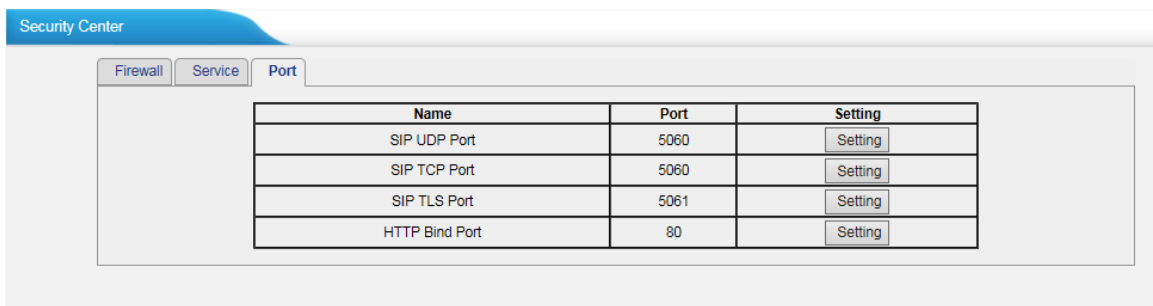 Security Center
Firewall Service Port
Name Port Setting
SIP UDP Port 5060 Setting
SIP TCP Port 5060 Setting
SIP TLS Port 5061 Setting
HTTP Bind Port 80 Setting